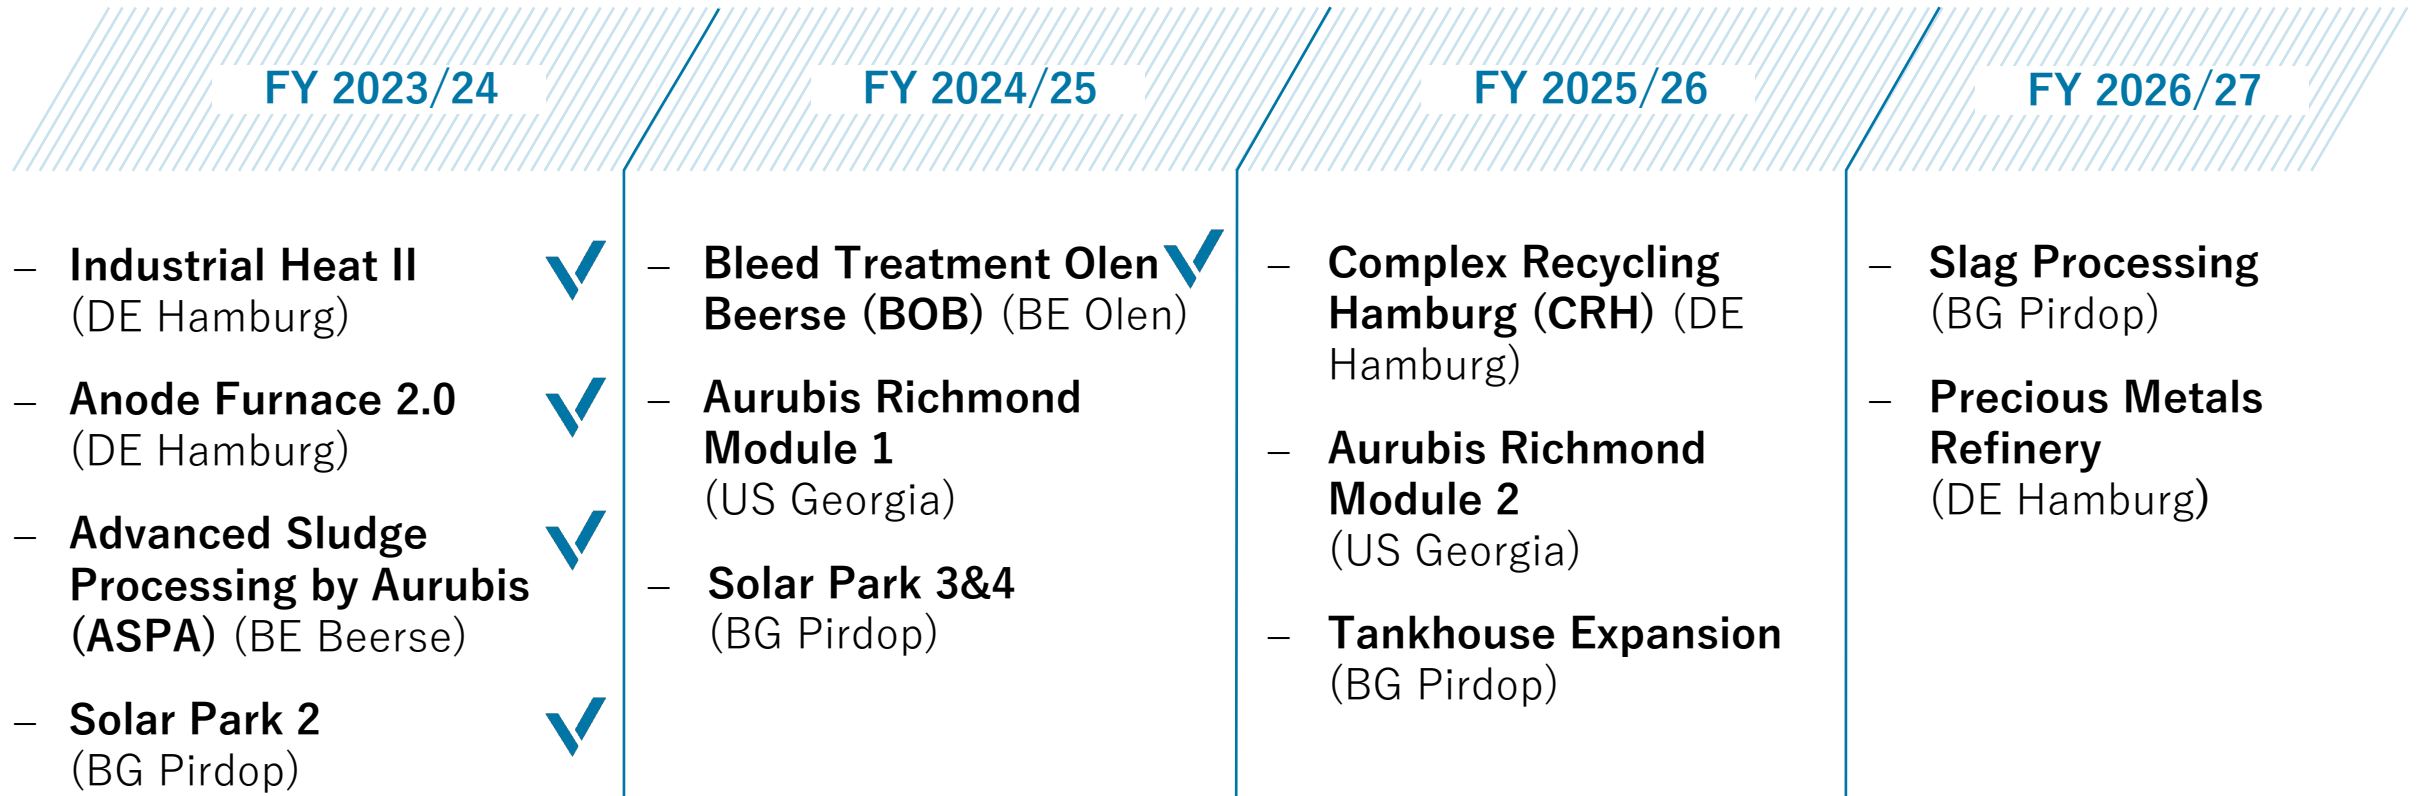 FY 2023/24
– Industrial Heat II
(DE Hamburg)
– Anode Furnace 2.0
(DE Hamburg)
– Advanced Sludge
Processing by Aurubis
(ASPA) (BE Beerse)
– Solar Park 2
(BG Pirdop)
FY 2024/25
– Bleed Treatment Olen
Beerse (BOB) (BE Olen)
– Aurubis Richmond
Module 1
(US Georgia)
– Solar Park 3&4
(BG Pirdop)
FY 2025/26
– Complex Recycling
Hamburg (CRH) (DE
Hamburg)
– Aurubis Richmond
Module 2
(US Georgia)
– Tankhouse Expansion
(BG Pirdop)
FY 2026/27
– Slag Processing
(BG Pirdop)
– Precious Metals
Refinery
(DE Hamburg)